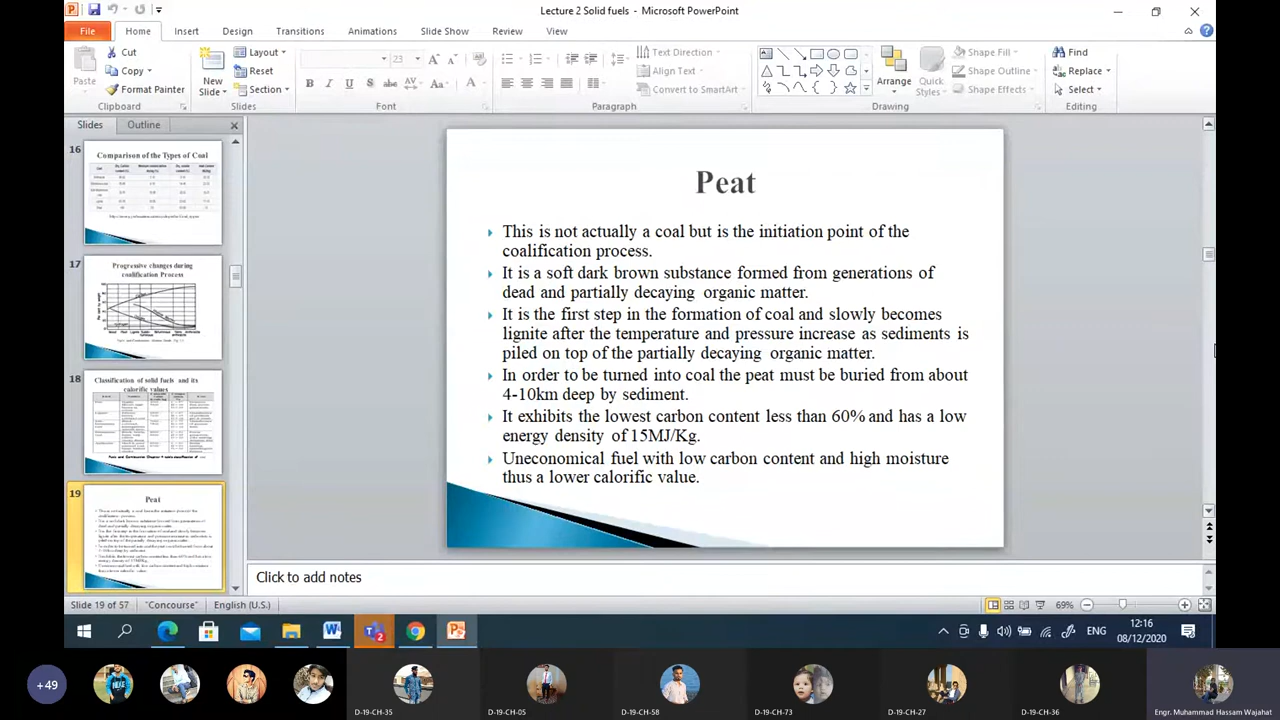 Lecture 2 Solid fuels - Microsoft PowerPoint
File Home Insert Design Transitions Animations Slide Show Review View
Cut
Copy
Format Painter
Paste
Clipboard
New
Slide
Layout
Reset
Section
Slides
23
Font
Text Direction
Align Text
Convert to SmartArt
Paragraph
Arrange
Quick
Styles
Shape Fill
Shape Outline
Shape Effects
Drawing
Find
Replace
Select
Editing
Slides Outline
16
Comparison of the Types of Coal
17
Progressive changes during
coalification Process
18
Classification of solid fuels and its
calorific values
19
Peat
Peat
This is not actually a coal but is the initiation point of the
coalification process.
It is a soft dark brown substance formed from generations of
dead and partially decaying organic matter.
It is the first step in the formation of coal and slowly becomes
lignite after the temperature and pressure increase as sediments is
piled on top of the partially decaying organic matter.
In order to be turned into coal the peat must be buried from about
4-10km deep by sediment.
It exhibits the lowest carbon content less than 60% and has a low
energy density of 15MJ/Kg.
Uneconomical fuel with low carbon content and high moisture
thus a lower calorific value.
Click to add notes
Slide 19 of 57 "Concourse" English (U.S.) 69%
2
ENG
12:16
08/12/2020
+49
D-19-CH-35 D-19-CH-05 D-19-CH-58 D-19-CH-73 D-19-CH-27 D-19-CH-36 Engr. Muhammad Hassam Wajahat